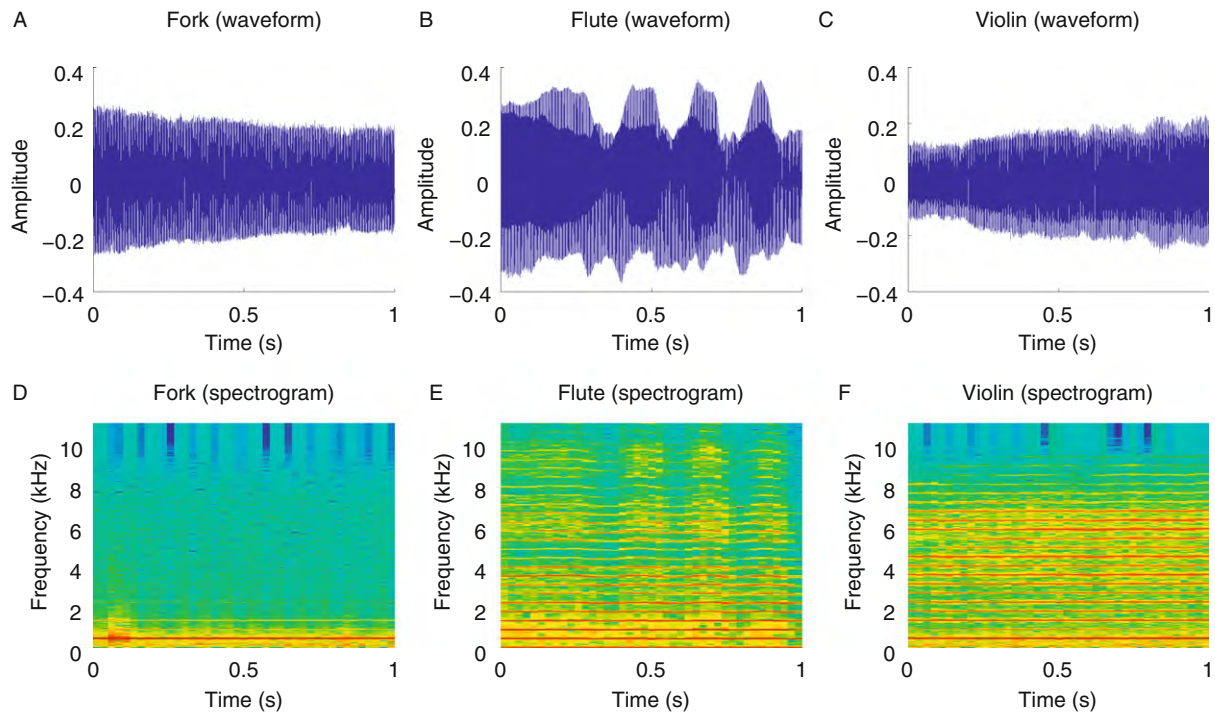 A Fork (waveform)
B Flute (waveform)
C Violin (waveform)
Amplitude
0.4
0.2
0
−0.2
−0.4
0 0.5 1
Time (s)
Amplitude
0.4
0.2
0
−0.2
−0.4
0 0.5 1
Time (s)
Amplitude
0.4
0.2
0
−0.2
−0.4
0 0.5 1
Time (s)
D Fork (spectrogram)
E Flute (spectrogram)
F Violin (spectrogram)
Frequency (kHz)
10
8
6
4
2
0
0 0.5 1
Time (s)
Frequency (kHz)
10
8
6
4
2
0
0 0.5 1
Time (s)
Frequency (kHz)
10
8
6
4
2
0
0 0.5 1
Time (s)